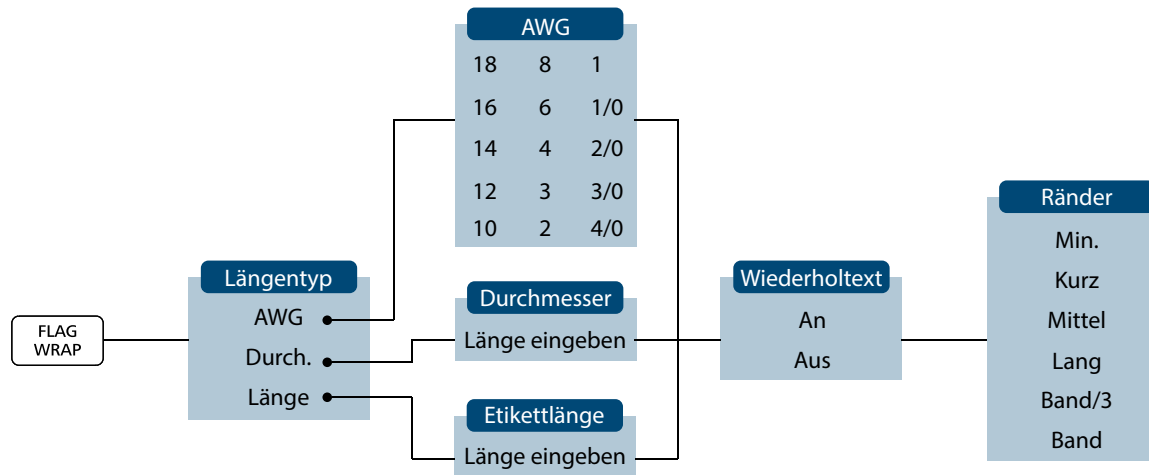 FLAG
WRAP
Längentyp
AWG
Durch.
Länge
AWG
18 8 1
16 6 1/0
14 4 2/0
12 3 3/0
10 2 4/0
Durchmesser
Länge eingeben
Etikettlänge
Länge eingeben
Wiederholtext
An
Aus
Ränder
Min.
Kurz
Mittel
Lang
Band/3
Band